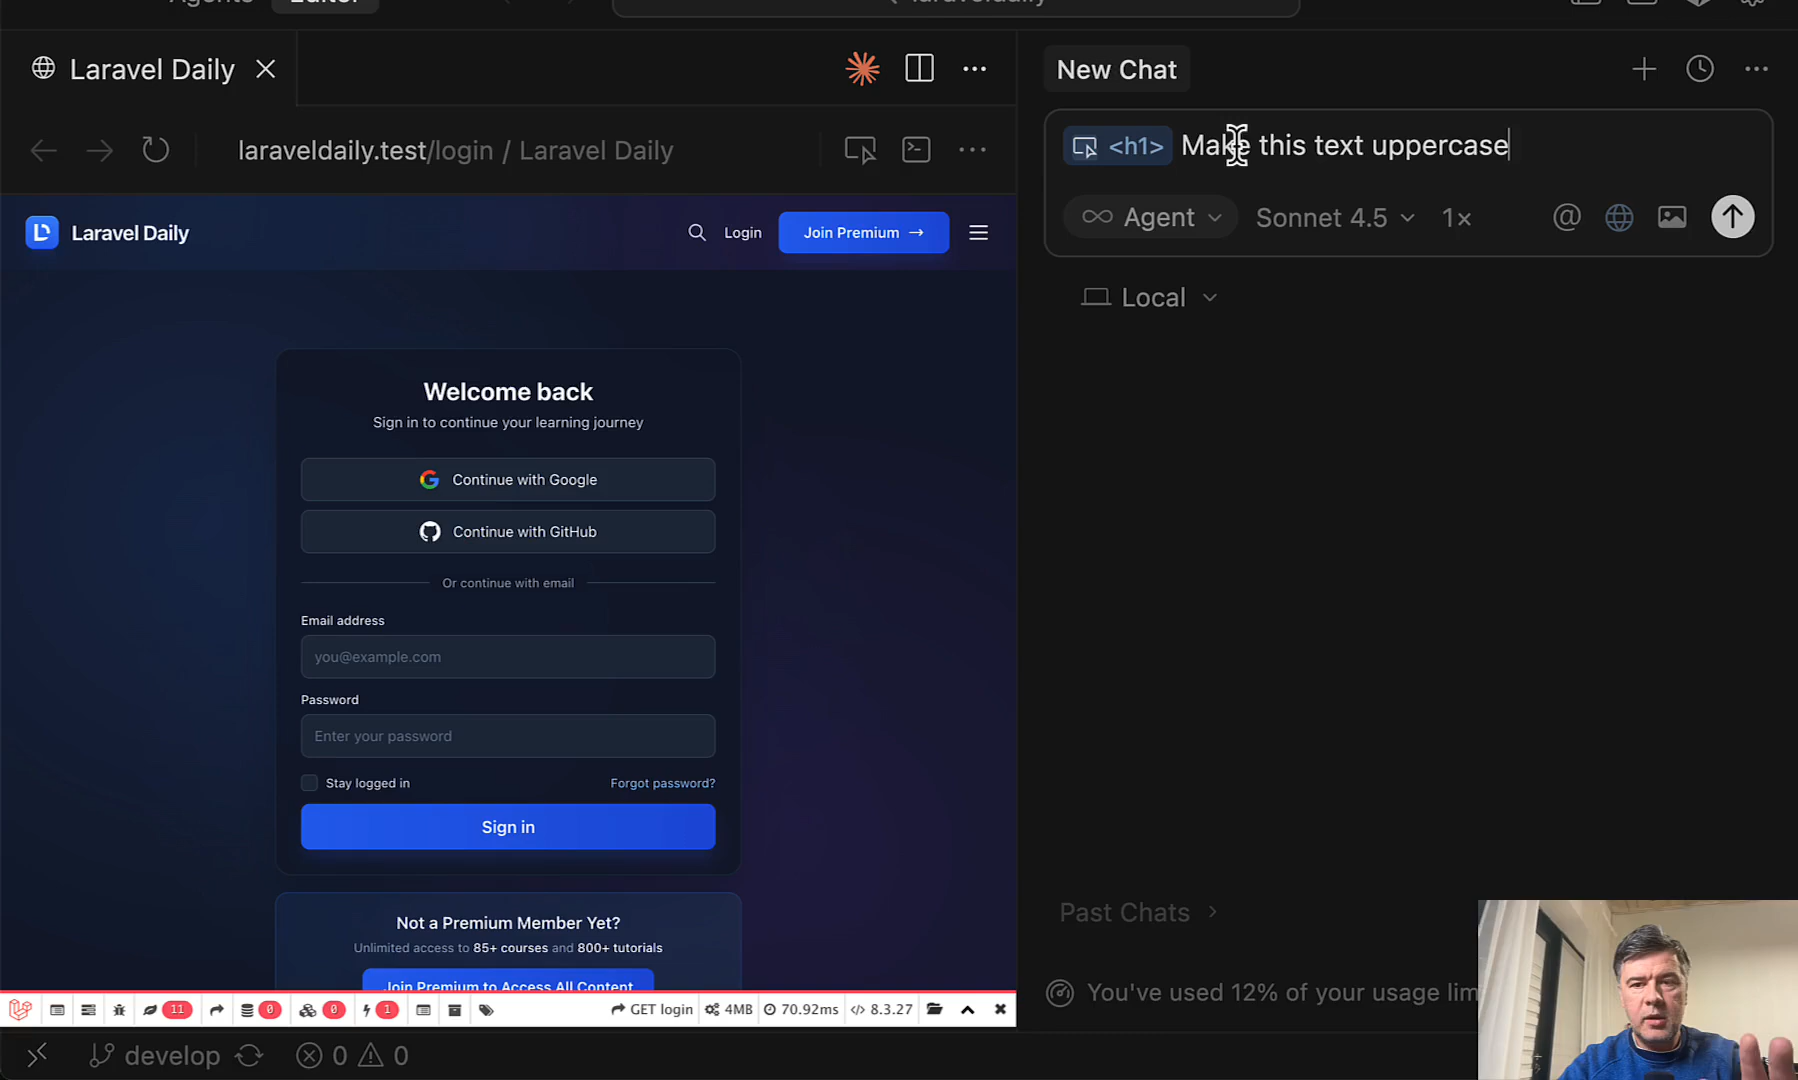 Agents Editor
laraveldaily
Laravel Daily
New Chat
laraveldaily.test/login / Laravel Daily
<h1> Make this text uppercase
Agent Sonnet 4.5 1×
Local
Laravel Daily
Login
Join Premium →
Welcome back
Sign in to continue your learning journey
Continue with Google
Continue with GitHub
Or continue with email
Email address
you@example.com
Password
Enter your password
Stay logged in
Forgot password?
Sign in
Not a Premium Member Yet?
Unlimited access to 85+ courses and 800+ tutorials
Join Premium to Access All Content
Past Chats
You've used 12% of your usage lim
11 0 0 1 GET login 4MB 70.92ms 8.3.27
develop 0 0